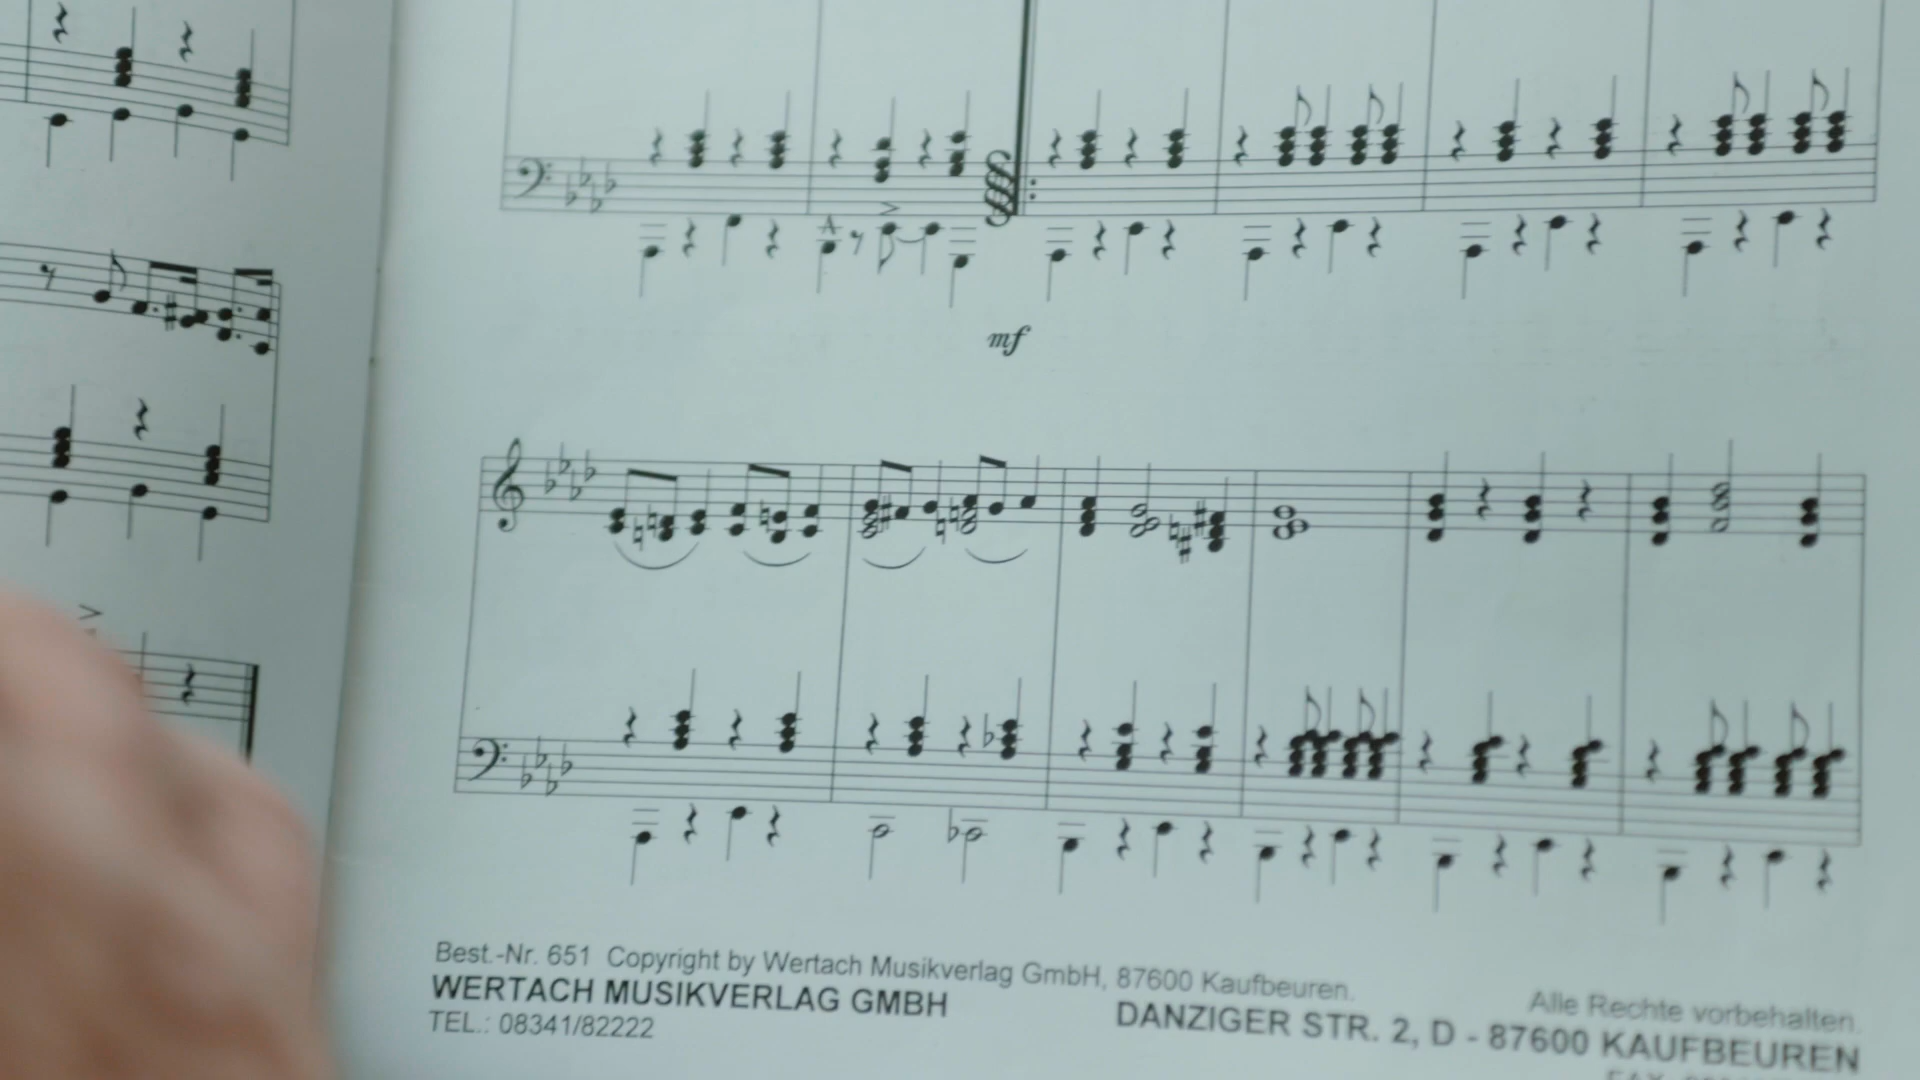 mf
Best.-Nr. 651 Copyright by Wertach Musikverlag GmbH, 87600 Kaufbeuren.
WERTACH MUSIKVERLAG GMBH
Alle Rechte vorbehalten.
TEL.: 08341/82222
DANZIGER STR. 2, D - 87600 KAUFBEUREN